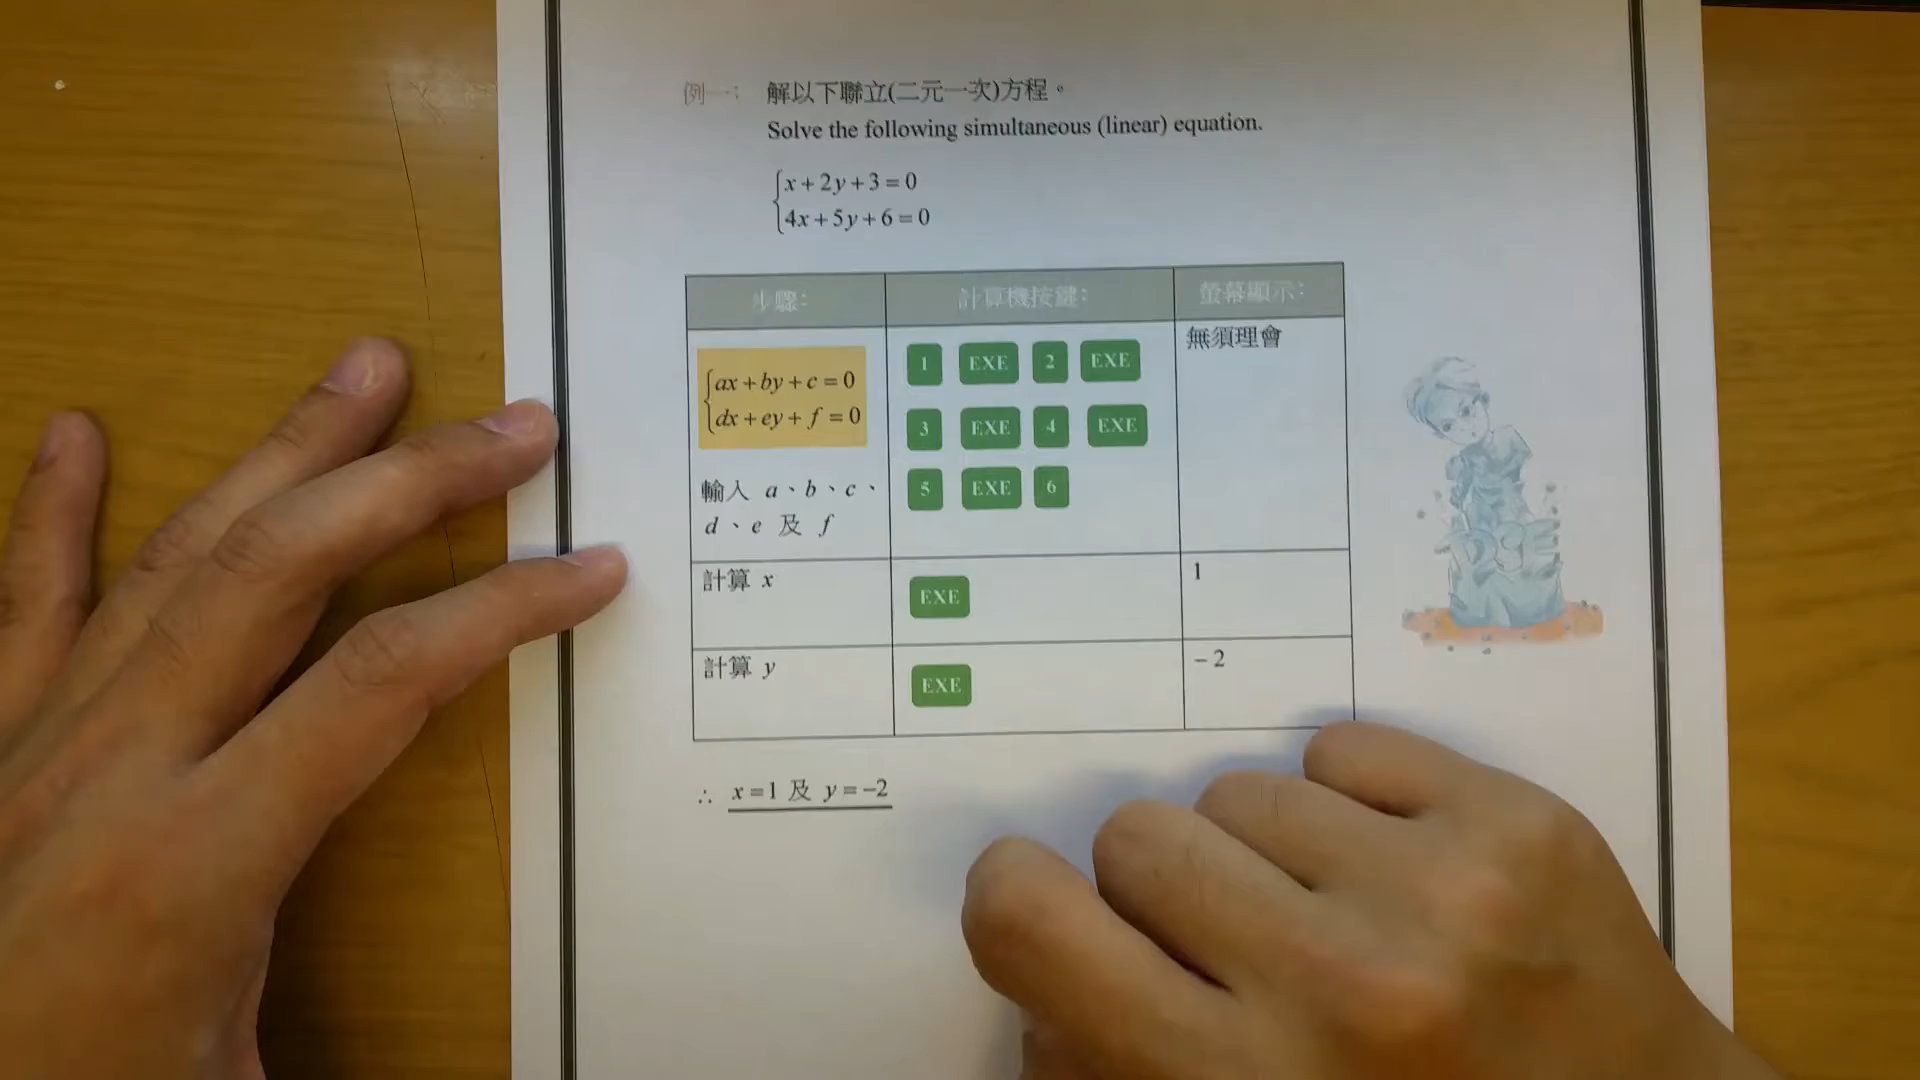 例一： 解以下聯立(二元一次)方程。
Solve the following simultaneous (linear) equation.
x + 2y + 3 = 0
4x + 5y + 6 = 0
步驟： 計算機按鍵： 螢幕顯示：
ax + by + c = 0
dx + ey + f = 0
輸入 a、b、c、
d、e 及 f
1 EXE 2 EXE
3 EXE 4 EXE
5 EXE 6
無須理會
計算 x EXE 1
計算 y EXE – 2
∴ x = 1 及 y = −2
DSE